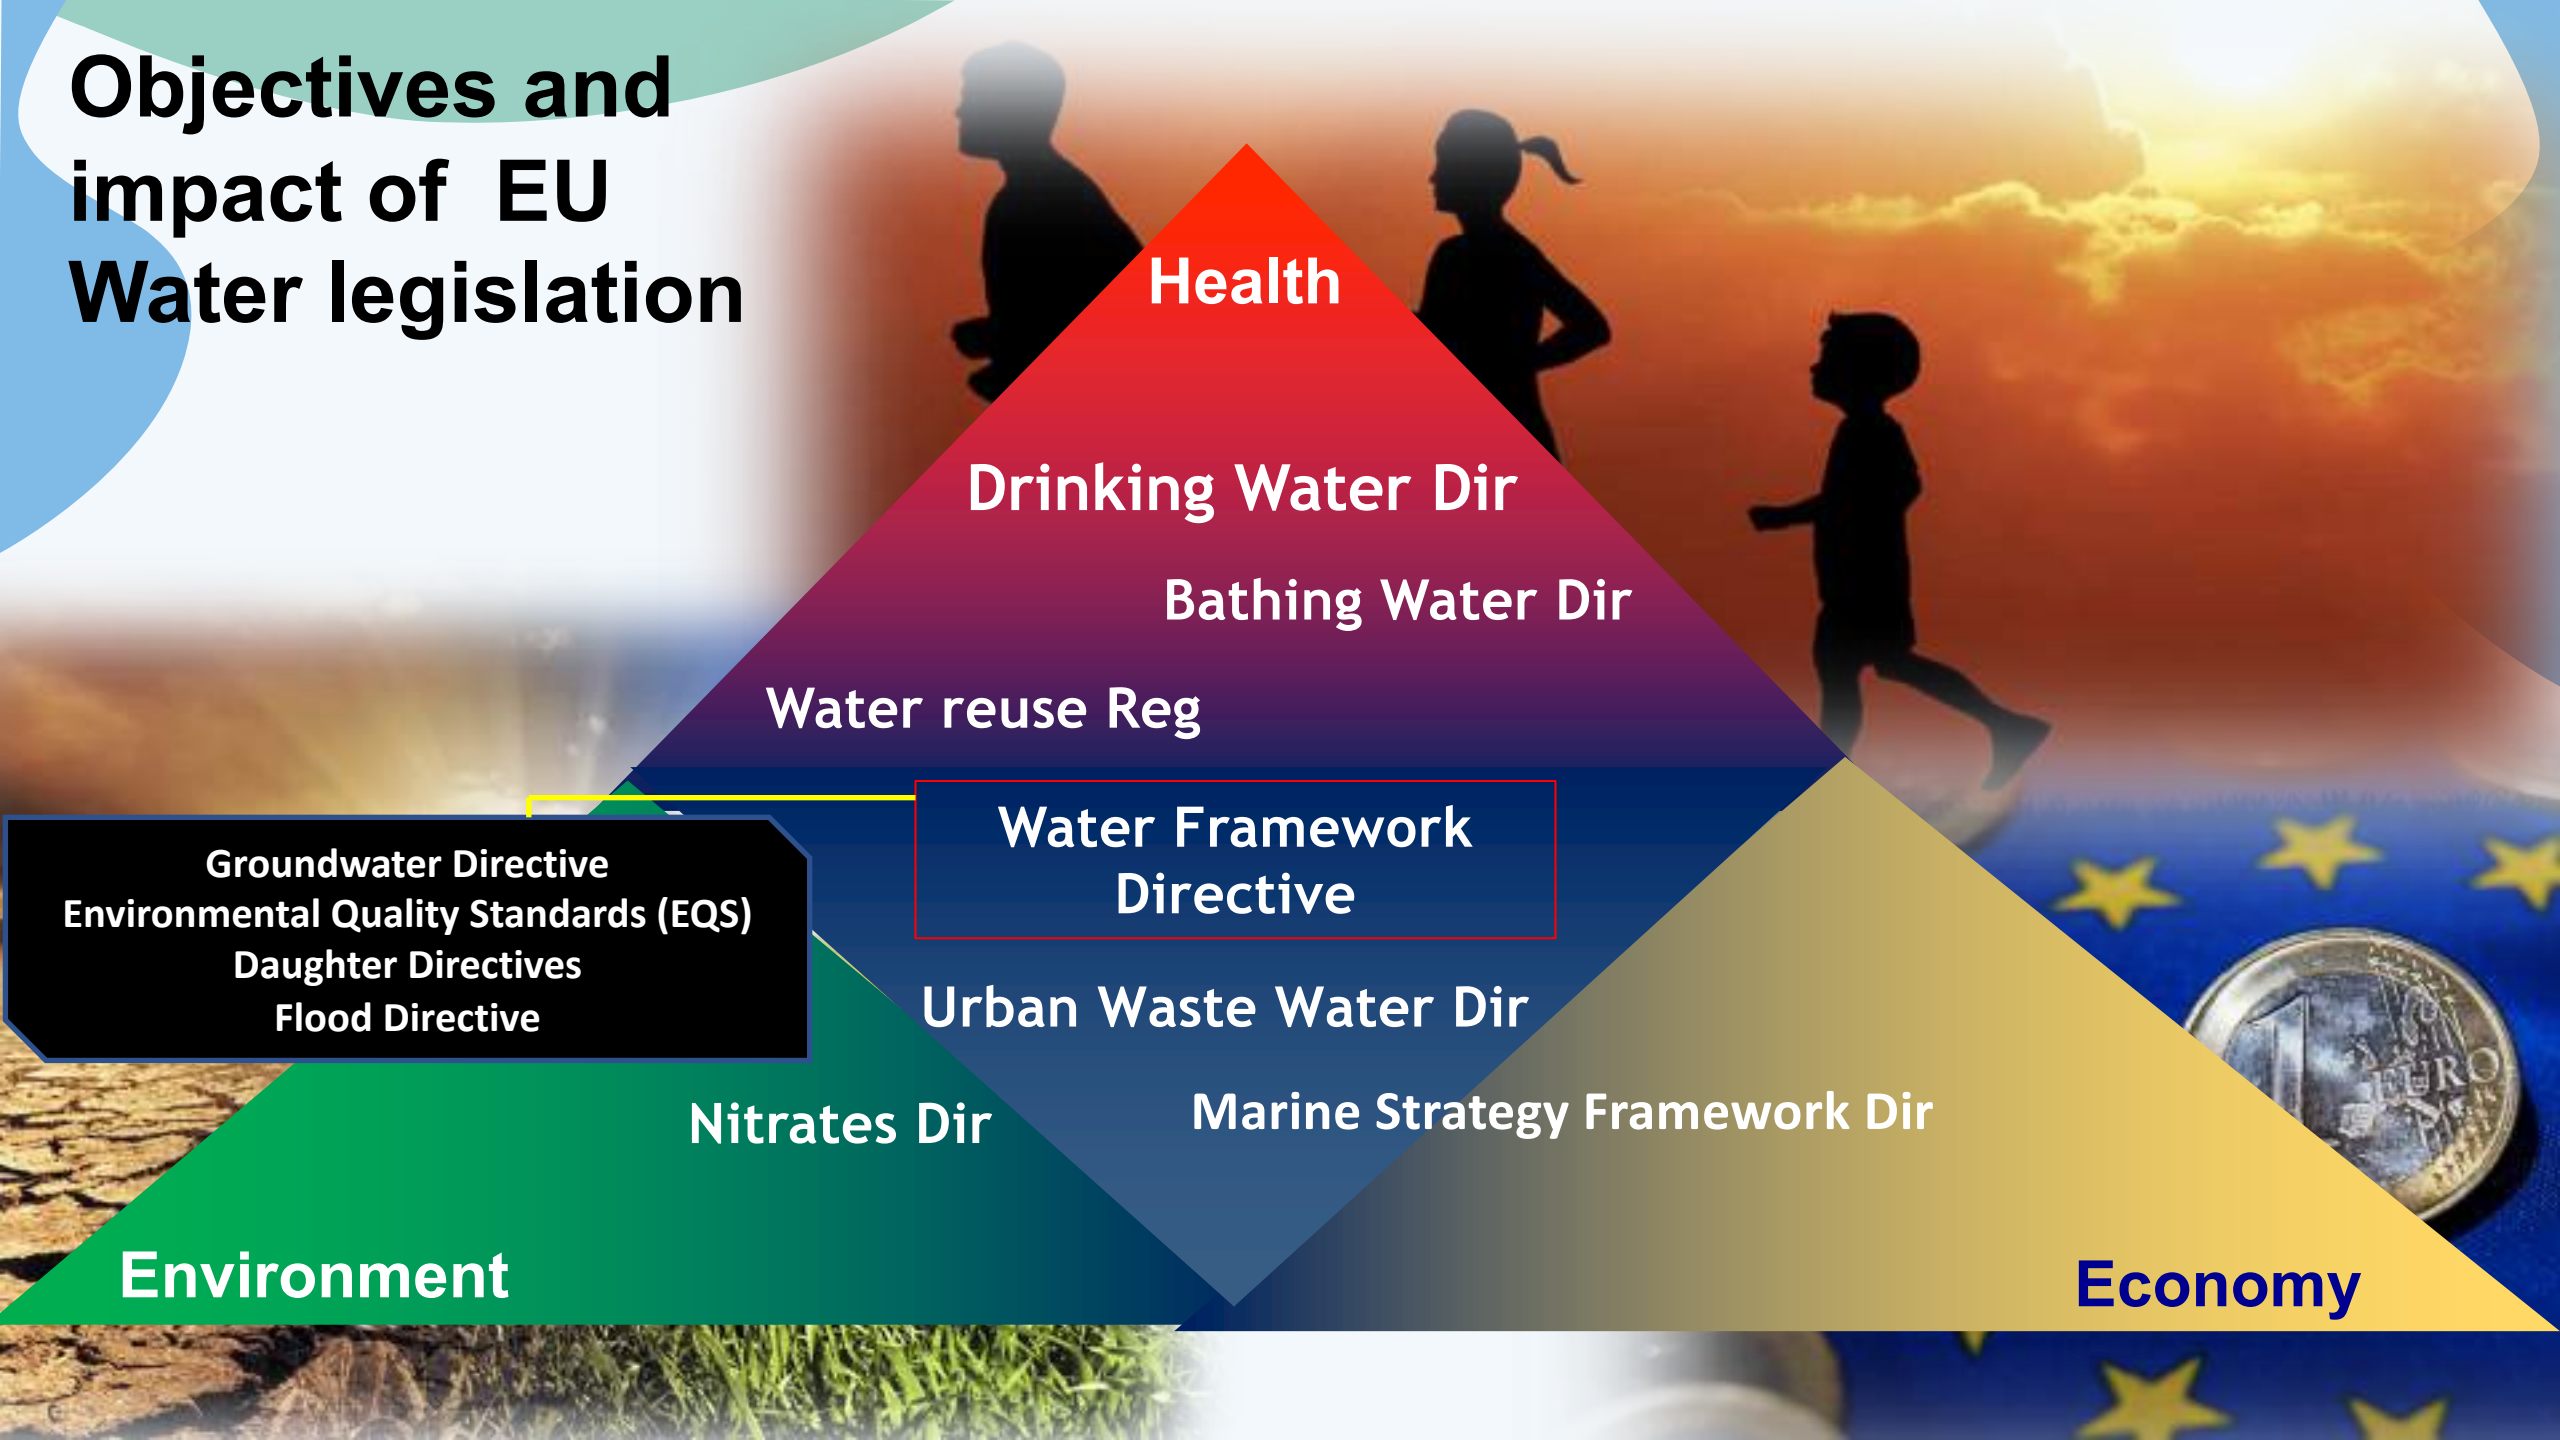 Objectives and
impact of  EU
Water legislation
Health
Drinking Water Dir
Bathing Water Dir
Water reuse Reg
Water Framework
Directive
Groundwater Directive
Environmental Quality Standards (EQS)
Daughter Directives
Flood Directive
Urban Waste Water Dir
Marine Strategy Framework Dir
Nitrates Dir
Environment
Economy
1
EURO